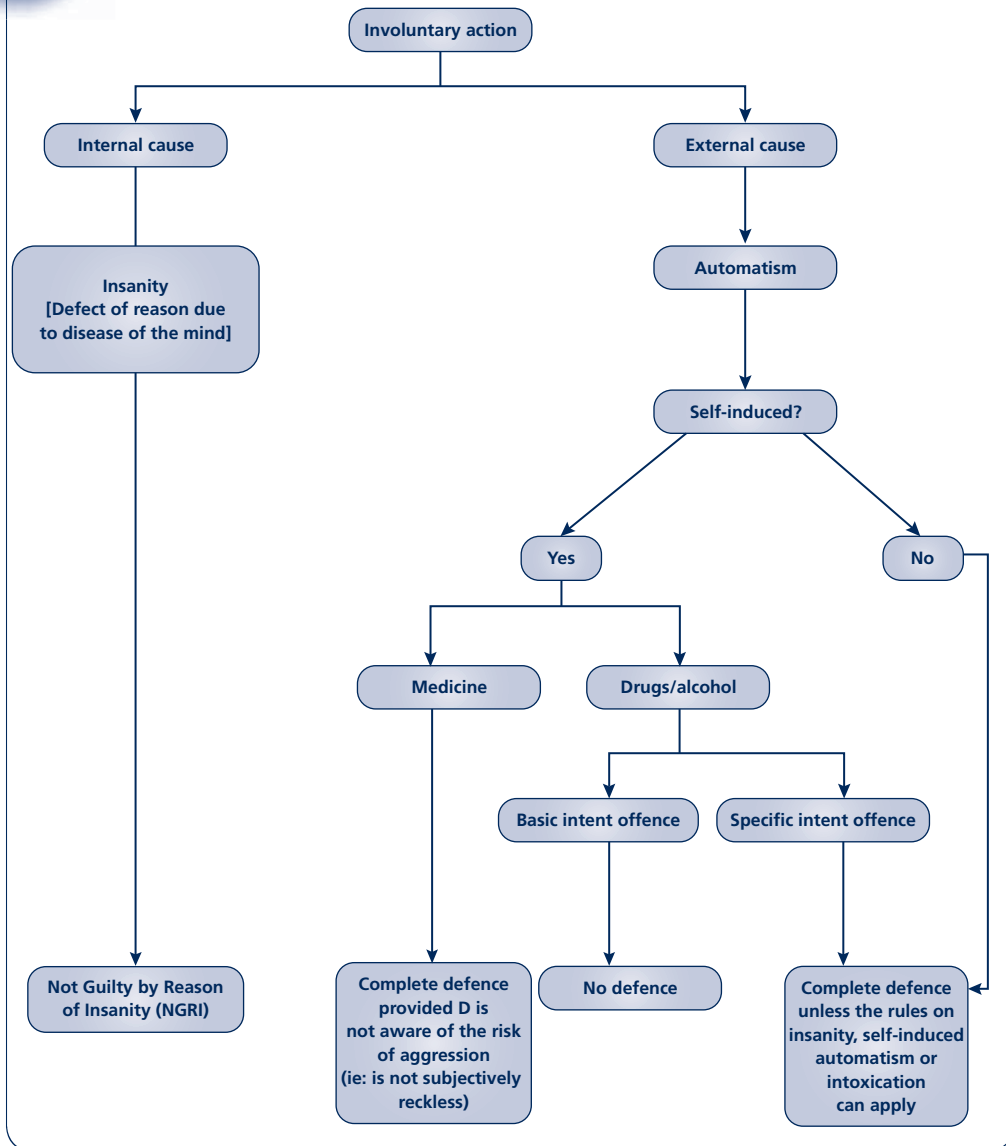 Involuntary action
Internal cause
External cause
Insanity
[Defect of reason due
to disease of the mind]
Automatism
Self-induced?
Yes
No
Medicine
Drugs/alcohol
Basic intent offence
Specific intent offence
Not Guilty by Reason
of Insanity (NGRI)
Complete defence
provided D is
not aware of the risk
of aggression
(ie: is not subjectively
reckless)
No defence
Complete defence
unless the rules on
insanity, self-induced
automatism or
intoxication
can apply